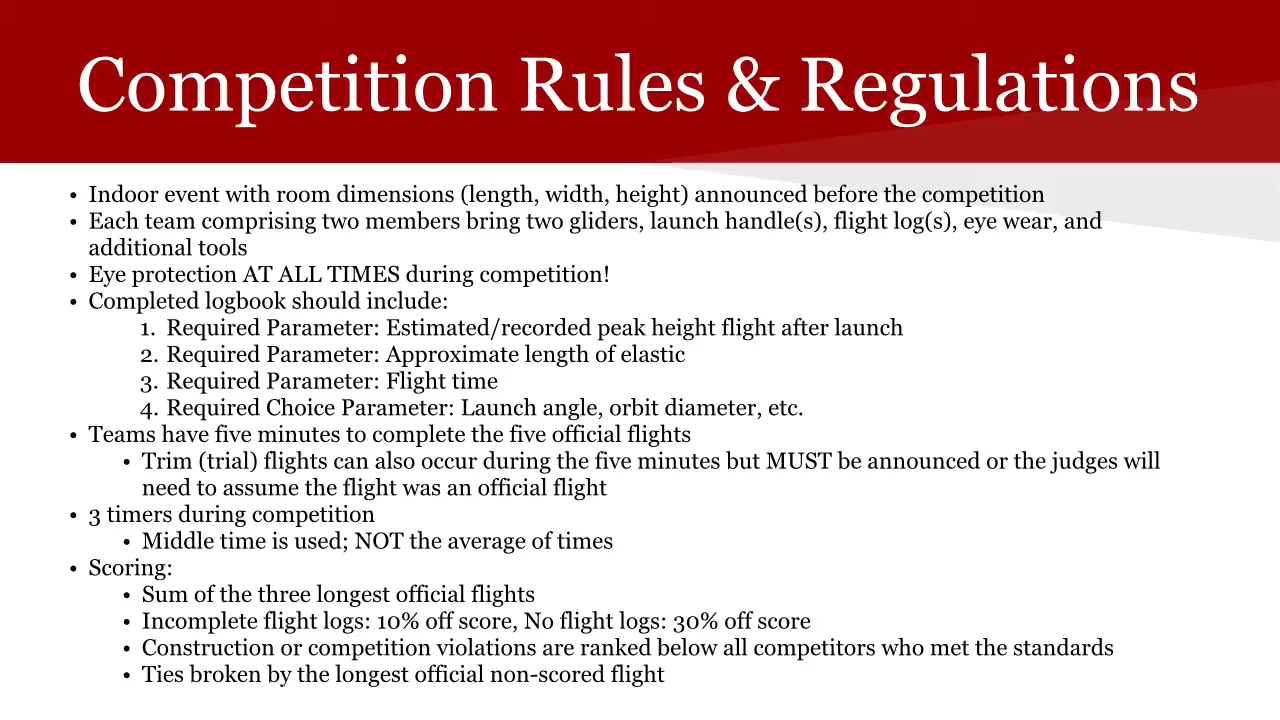 Competition Rules & Regulations
• Indoor event with room dimensions (length, width, height) announced before the competition
• Each team comprising two members bring two gliders, launch handle(s), flight log(s), eye wear, and
additional tools
• Eye protection AT ALL TIMES during competition!
• Completed logbook should include:
1. Required Parameter: Estimated/recorded peak height flight after launch
2. Required Parameter: Approximate length of elastic
3. Required Parameter: Flight time
4. Required Choice Parameter: Launch angle, orbit diameter, etc.
• Teams have five minutes to complete the five official flights
• Trim (trial) flights can also occur during the five minutes but MUST be announced or the judges will
need to assume the flight was an official flight
• 3 timers during competition
• Middle time is used; NOT the average of times
• Scoring:
• Sum of the three longest official flights
• Incomplete flight logs: 10% off score, No flight logs: 30% off score
• Construction or competition violations are ranked below all competitors who met the standards
• Ties broken by the longest official non-scored flight